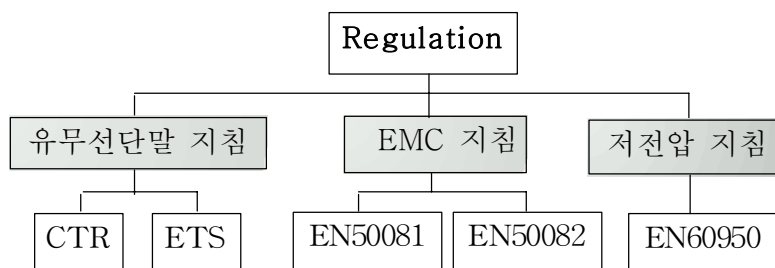 Regulation
유무선단말 지침
EMC 지침
저전압 지침
CTR
ETS
EN50081
EN50082
EN60950